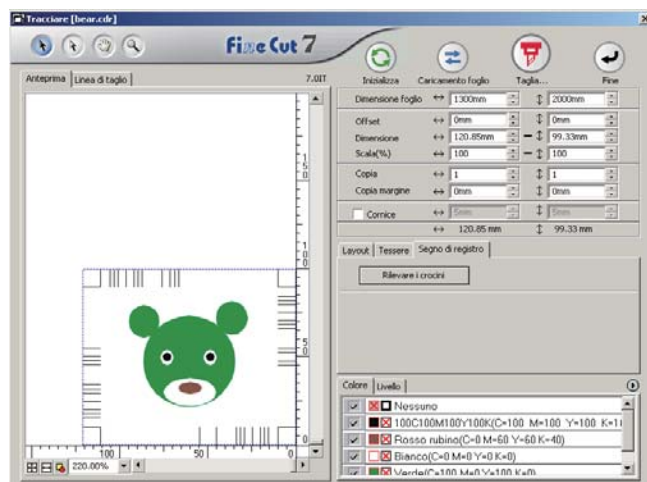 Tracciare [bear.cdr]
FineCut 7
Inizializza Caricamento foglio Taglia... Fine
Anteprima Linea di taglio 7.0IT
Dimensione foglio 1300mm 2000mm
Offset 0mm 0mm
Dimensione 120.85mm 99.33mm
Scala(%) 100 100
Copia 1 1
Copia margine 0mm 0mm
Cornice 5mm 5mm
120.85 mm 99.33 mm
Layout Tessere Segno di registro
Rilevare i crocini
150
100
50
0
100 50 0
220.00%
Colore Livello
Nessuno
100C100M100Y100K(C=100 M=100 Y=100 K=1
Rosso rubino(C=0 M=60 Y=60 K=40)
Bianco(C=0 M=0 Y=0 K=0)
Verde(C=100 M=0 Y=100 K=0)